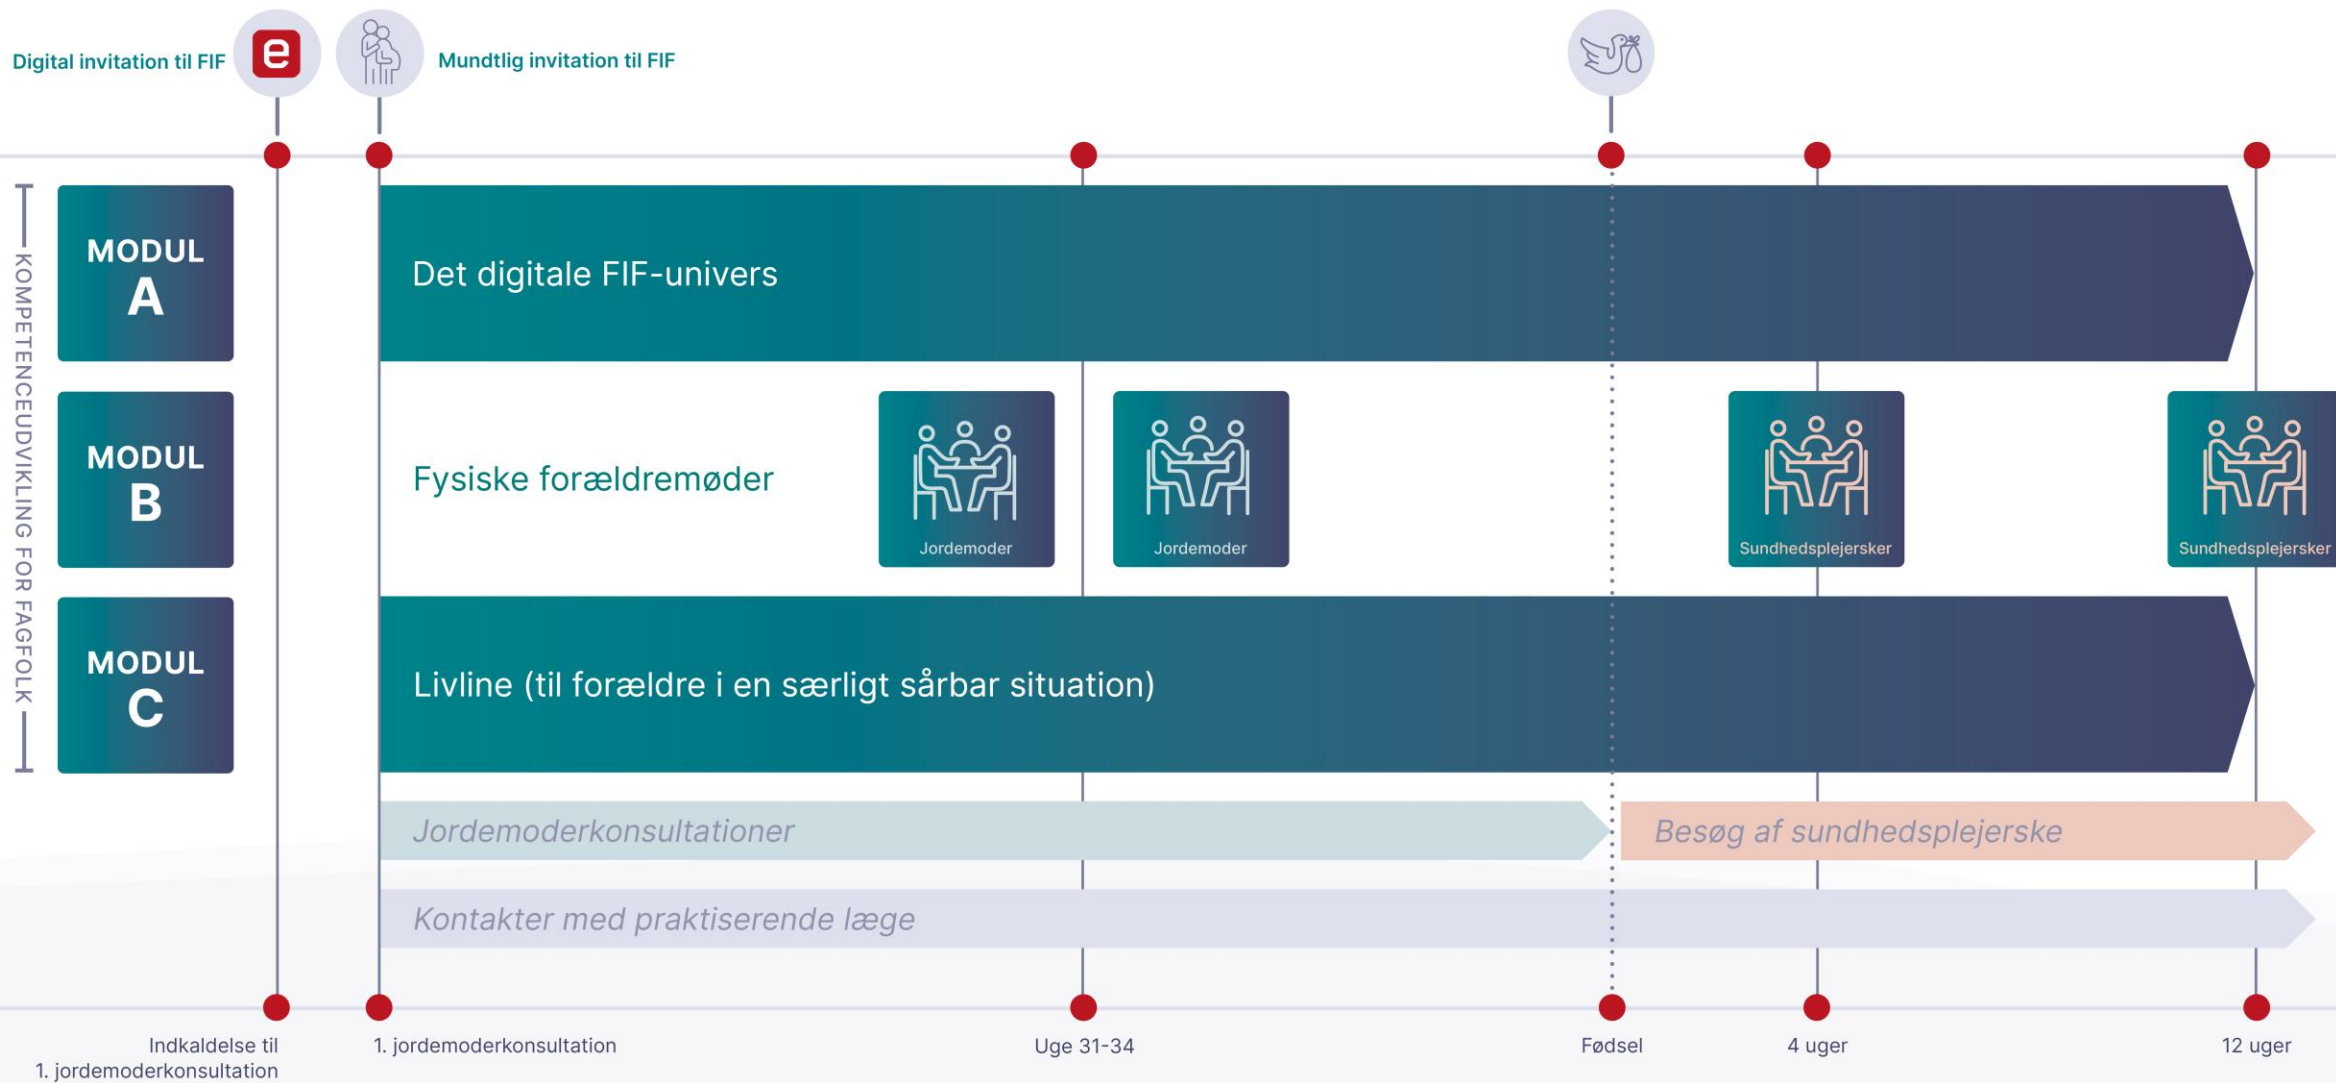 Digital invitation til FIF
e
Mundtlig invitation til FIF
KOMPETENCEUDVIKLING FOR FAGFOLK
MODUL
A
Det digitale FIF-univers
MODUL
B
Fysiske forældremøder
Jordemoder
Jordemoder
Sundhedsplejersker
Sundhedsplejersker
MODUL
C
Livline (til forældre i en særligt sårbar situation)
Jordemoderkonsultationer
Besøg af sundhedsplejerske
Kontakter med praktiserende læge
Indkaldelse til
1. jordemoderkonsultation
1. jordemoderkonsultation
Uge 31-34
Fødsel
4 uger
12 uger